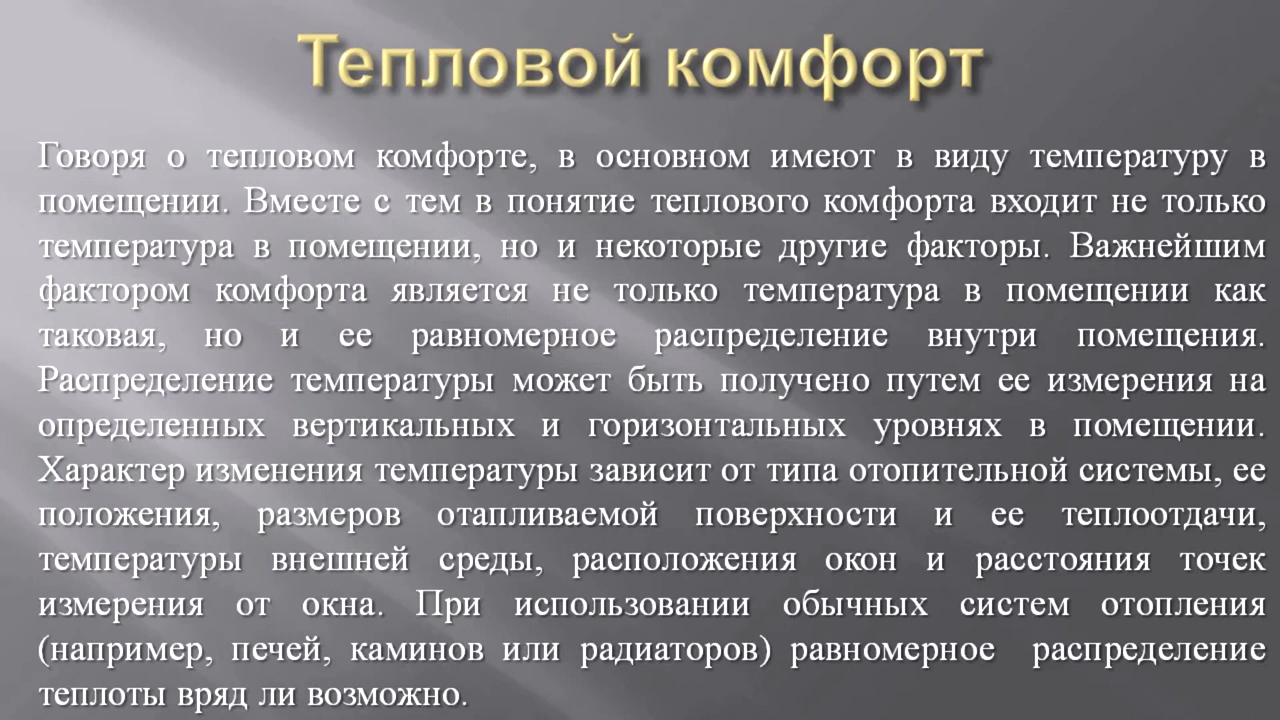 Тепловой комфорт
Говоря о тепловом комфорте, в основном имеют в виду температуру в
помещении. Вместе с тем в понятие теплового комфорта входит не только
температура в помещении, но и некоторые другие факторы. Важнейшим
фактором комфорта является не только температура в помещении как
таковая, но и ее равномерное распределение внутри помещения.
Распределение температуры может быть получено путем ее измерения на
определенных вертикальных и горизонтальных уровнях в помещении.
Характер изменения температуры зависит от типа отопительной системы, ее
положения, размеров отапливаемой поверхности и ее теплоотдачи,
температуры внешней среды, расположения окон и расстояния точек
измерения от окна. При использовании обычных систем отопления
(например, печей, каминов или радиаторов) равномерное распределение
теплоты вряд ли возможно.